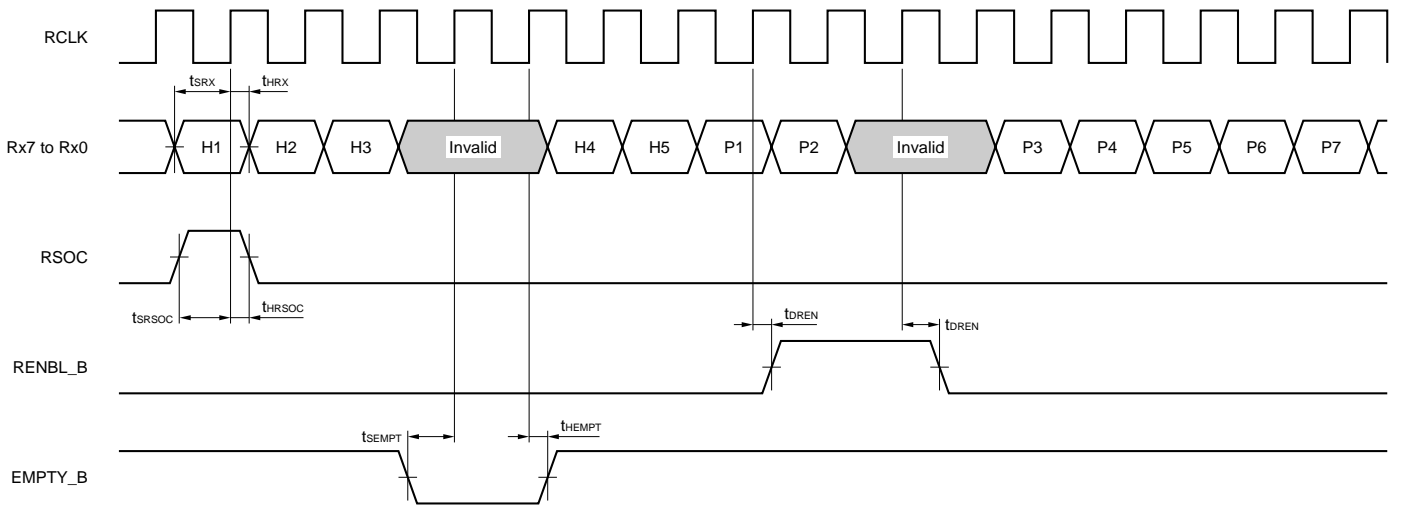 RCLK
tSRX tHRX
Rx7 to Rx0 H1 H2 H3 Invalid H4 H5 P1 P2 Invalid P3 P4 P5 P6 P7
RSOC
tSRSOC tHRSOC
tDREN tDREN
RENBL_B
tSEMPT tHEMPT
EMPTY_B